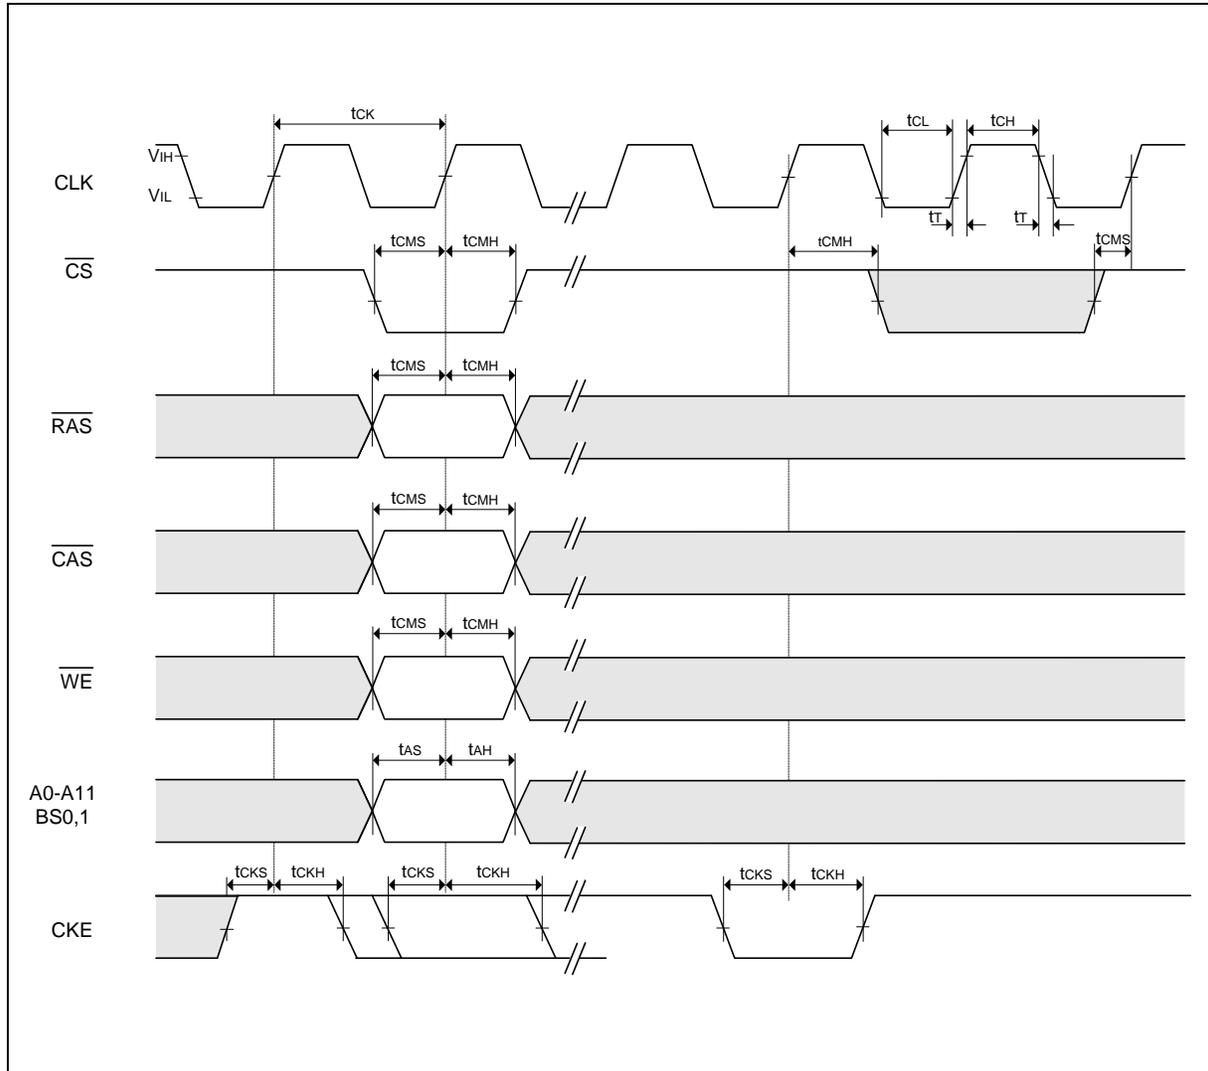 tCK
tCL
tCH
VIH
CLK
VIL
tT
tT
tCMS
tCMH
tCMH
tCMS
CS
tCMS
tCMH
RAS
tCMS
tCMH
CAS
tCMS
tCMH
WE
tAS
tAH
A0-A11
BS0,1
tCKS
tCKH
tCKS
tCKH
tCKS
tCKH
CKE